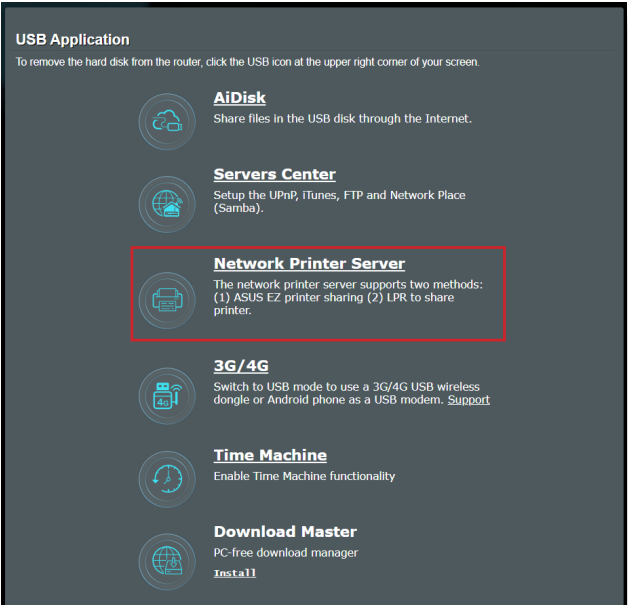 USB Application
To remove the hard disk from the router, click the USB icon at the upper right corner of your screen.
AiDisk
Share files in the USB disk through the Internet.
Servers Center
Setup the UPnP, iTunes, FTP and Network Place
(Samba).
Network Printer Server
The network printer server supports two methods:
(1) ASUS EZ printer sharing (2) LPR to share
printer.
3G/4G
4G
Switch to USB mode to use a 3G/4G USB wireless
dongle or Android phone as a USB modem. Support
Time Machine
Enable Time Machine functionality
Download Master
PC-free download manager
Install